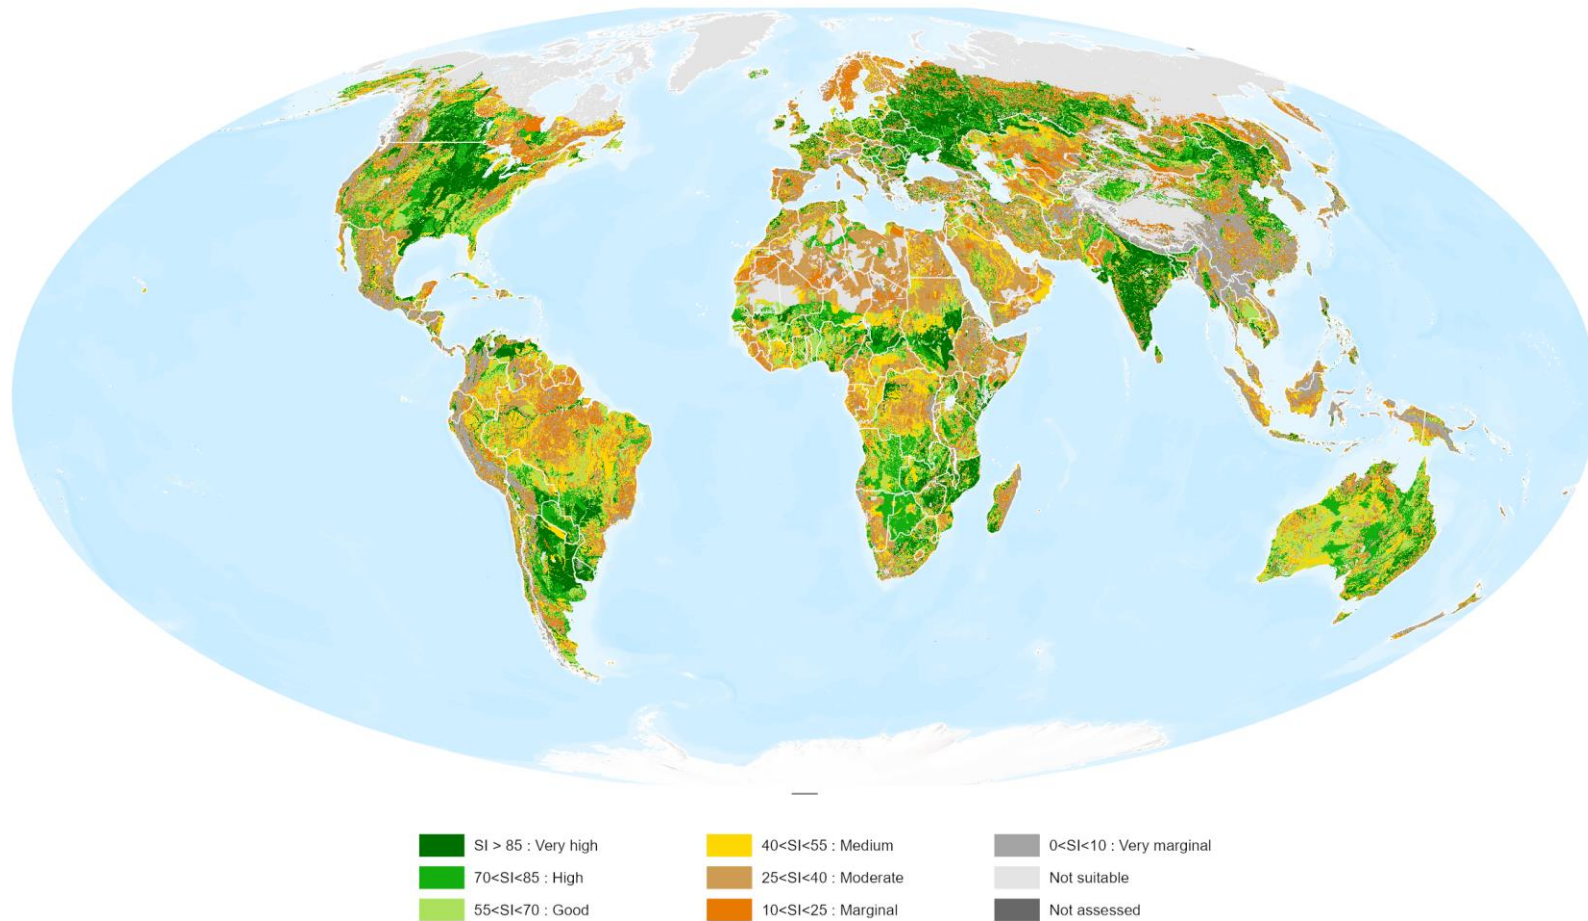 SI > 85 : Very high
70<SI<85 : High
55<SI<70 : Good
40<SI<55 : Medium
25<SI<40 : Moderate
10<SI<25 : Marginal
0<SI<10 : Very marginal
Not suitable
Not assessed